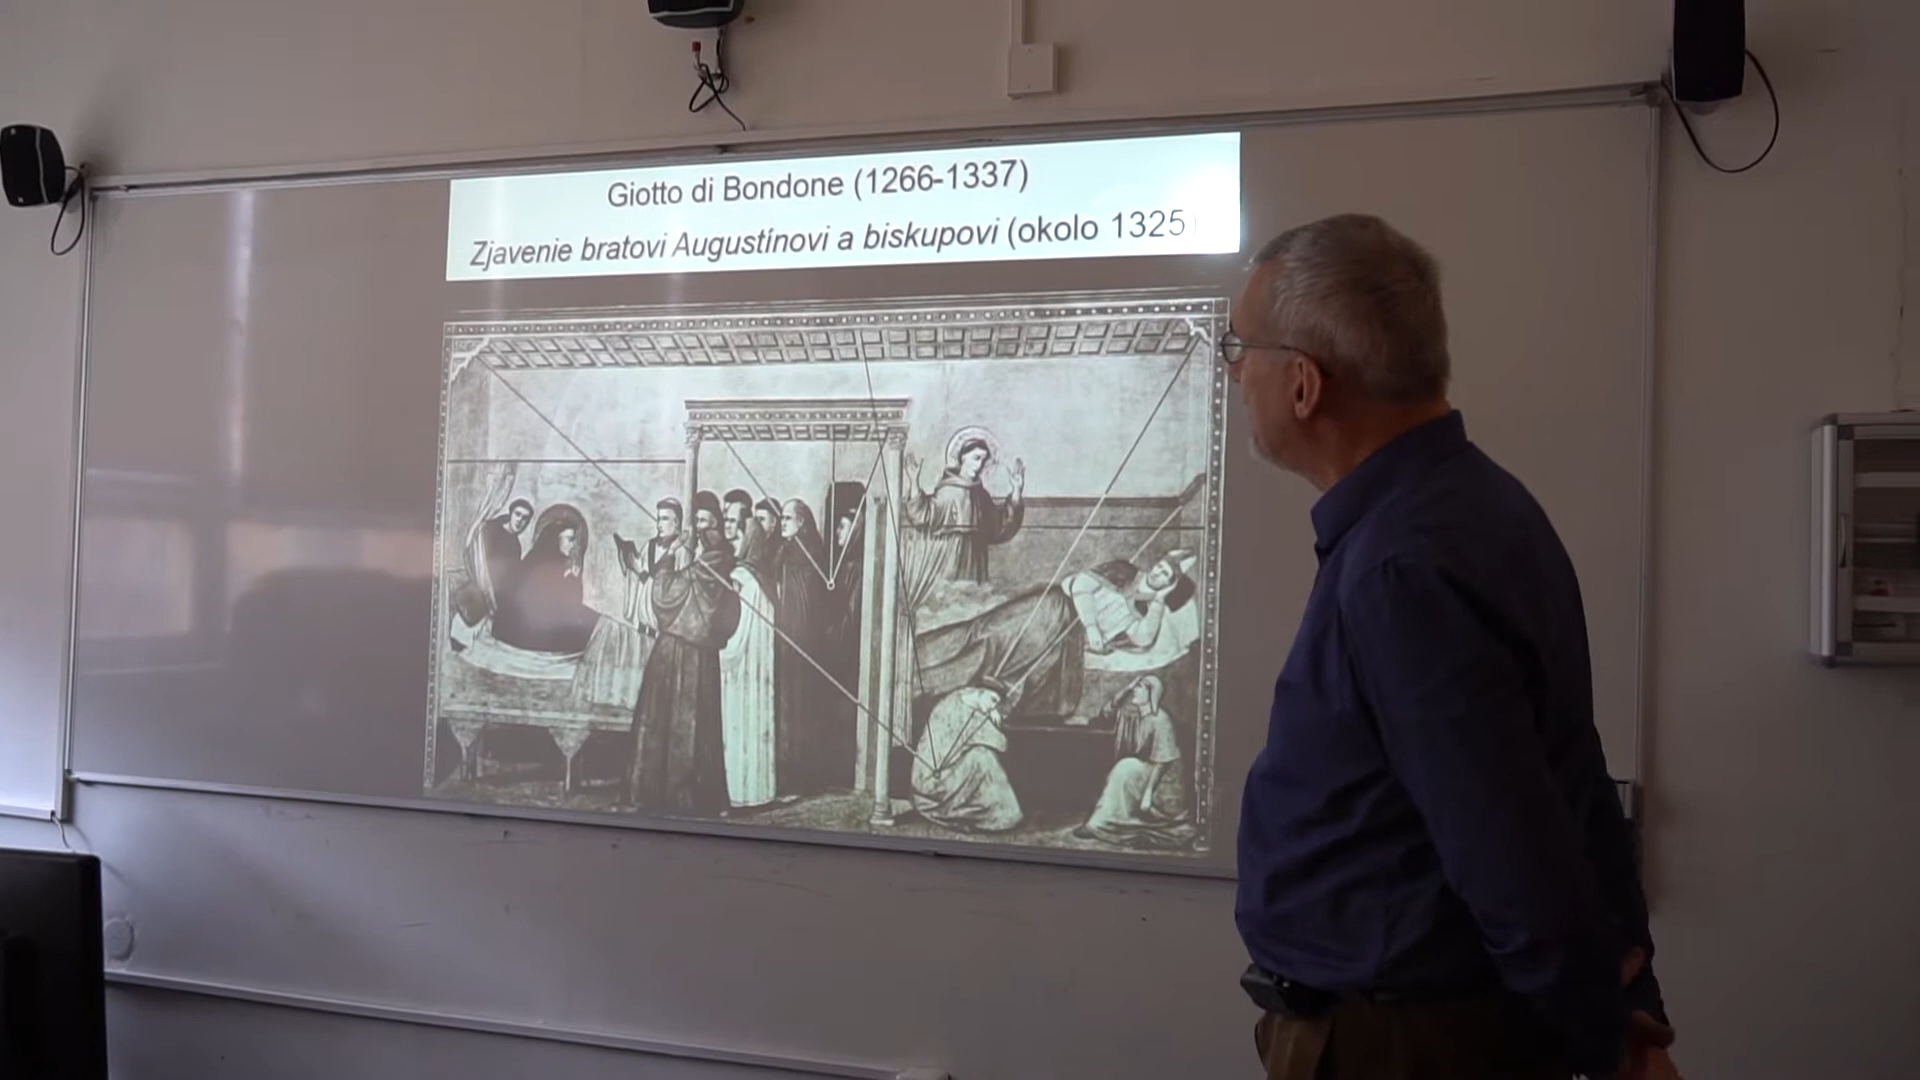 Giotto di Bondone (1266-1337)
Zjavenie bratovi Augustínovi a biskupovi (okolo 1325)